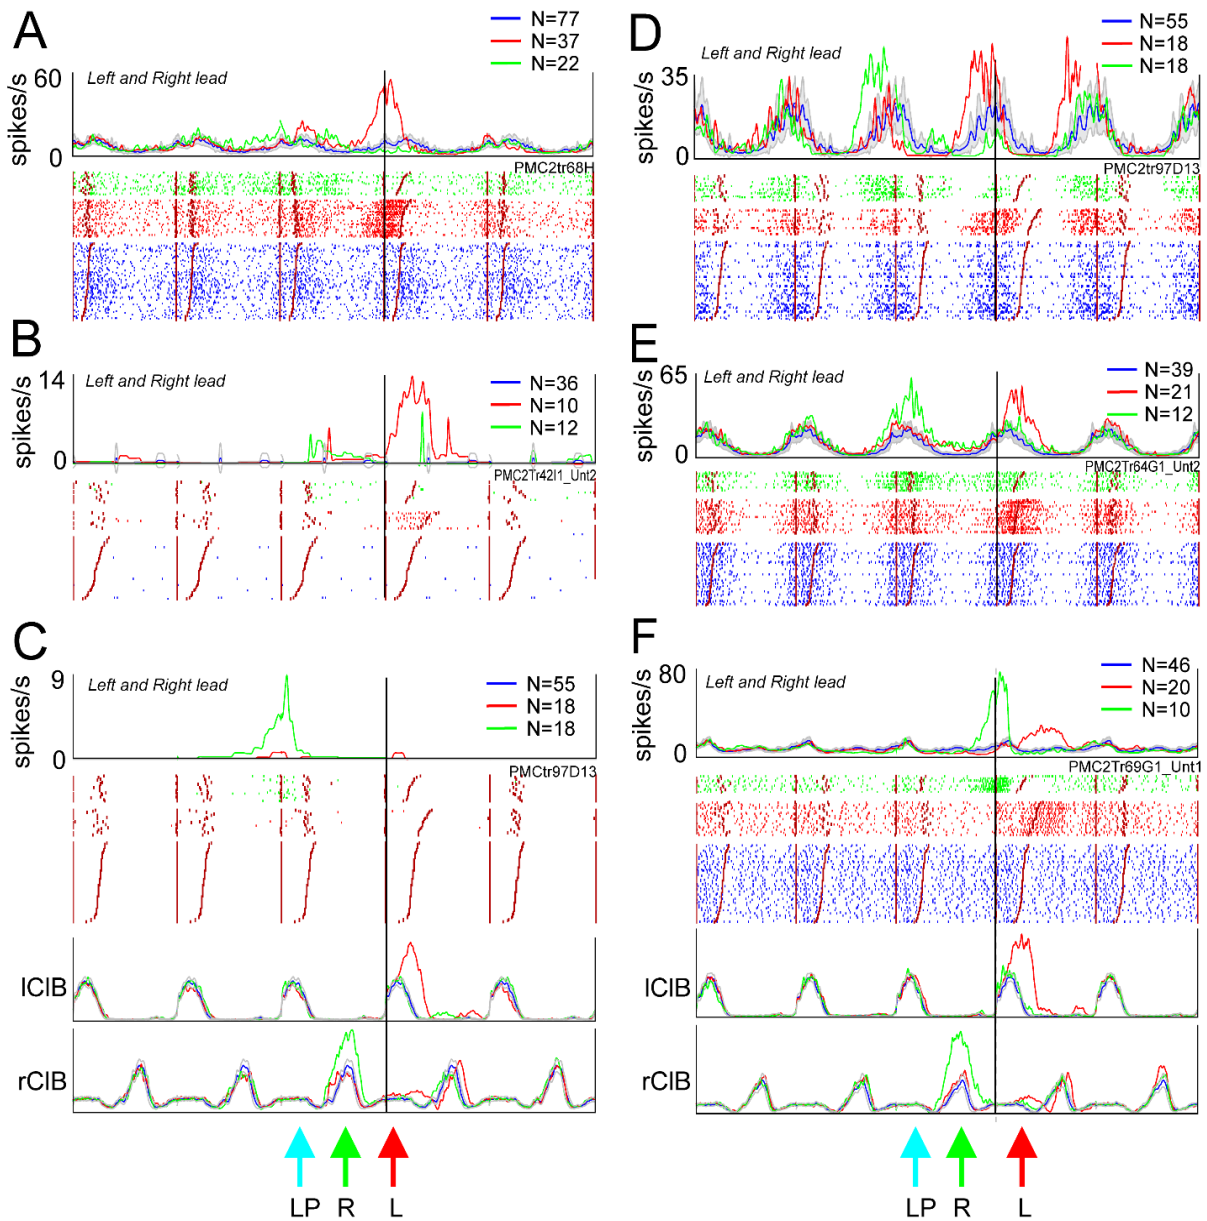 A
N=77
N=37
N=22
60
Left and Right lead
spikes/s
0
PMC2tr68H
B
14
Left and Right lead
N=36
N=10
N=12
spikes/s
0
PMC2Tr42I1_Unt2
C
9
Left and Right lead
N=55
N=18
N=18
spikes/s
0
PMCtr97D13
lCIB
rCIB
LP R L
D
N=55
N=18
N=18
35
Left and Right lead
spikes/s
0
PMC2tr97D13
E
65
Left and Right lead
N=39
N=21
N=12
spikes/s
0
PMC2Tr64G1_Unt2
F
80
Left and Right lead
N=46
N=20
N=10
spikes/s
0
PMC2Tr69G1_Unt1
lCIB
rCIB
LP R L